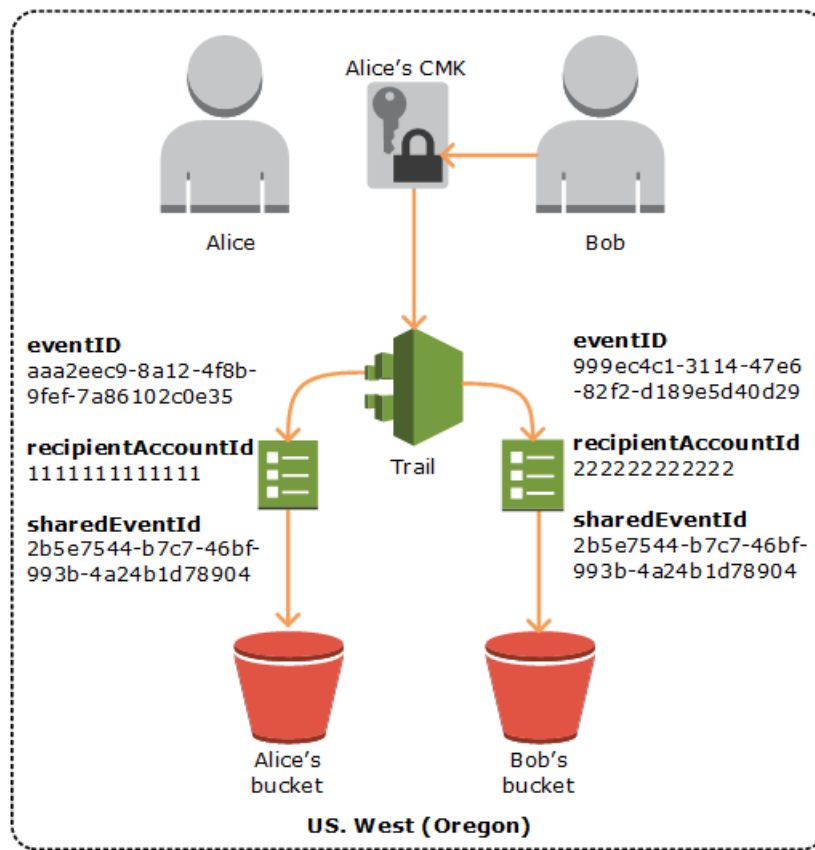 Alice's CMK
Alice
Bob
eventID
aaa2eec9-8a12-4f8b-
9fef-7a86102c0e35
recipientAccountId
1111111111111
sharedEventId
2b5e7544-b7c7-46bf-
993b-4a24b1d78904
Trail
eventID
999ec4c1-3114-47e6
-82f2-d189e5d40d29
recipientAccountId
222222222222
sharedEventId
2b5e7544-b7c7-46bf-
993b-4a24b1d78904
Alice's
bucket
Bob's
bucket
US. West (Oregon)